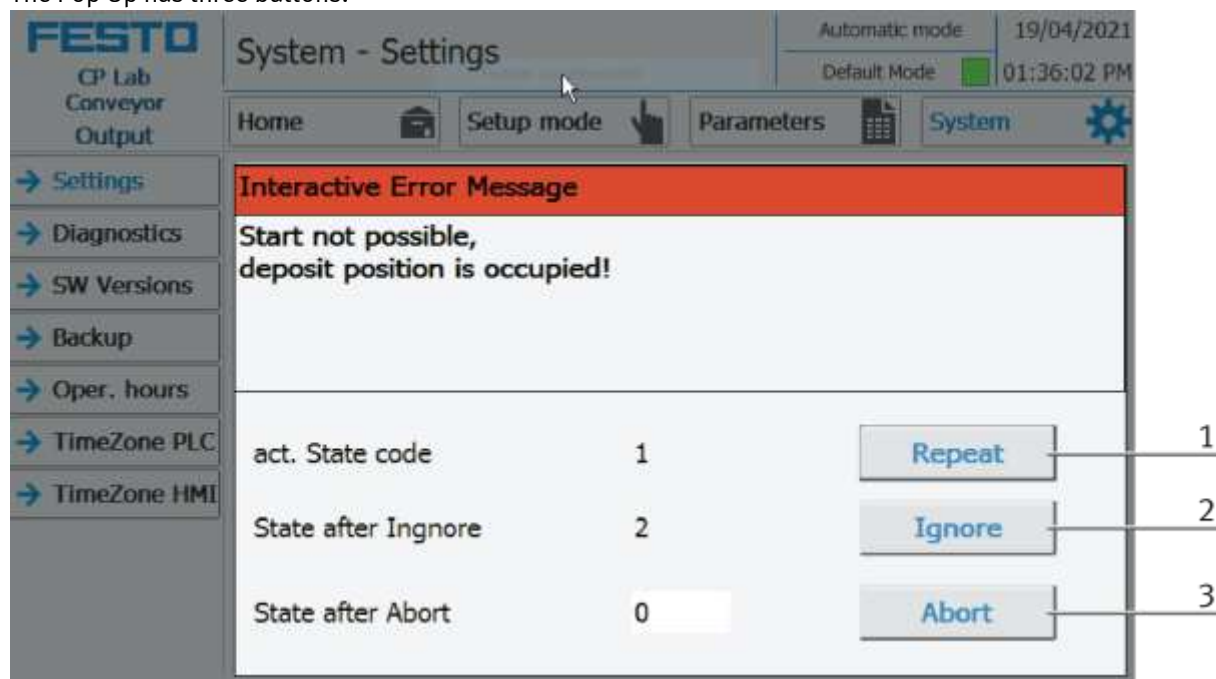 The Pop Up has three buttons.
FESTO
CP Lab
Conveyor
Output
System - Settings
Automatic mode
19/04/2021
Default Mode
01:36:02 PM
Home
Setup mode
Parameters
System
Settings
Diagnostics
SW Versions
Backup
Oper. hours
TimeZone PLC
TimeZone HMI
Interactive Error Message
Start not possible,
deposit position is occupied!
act. State code 1 Repeat 1
State after Ingnore 2 Ignore 2
State after Abort 0 Abort 3